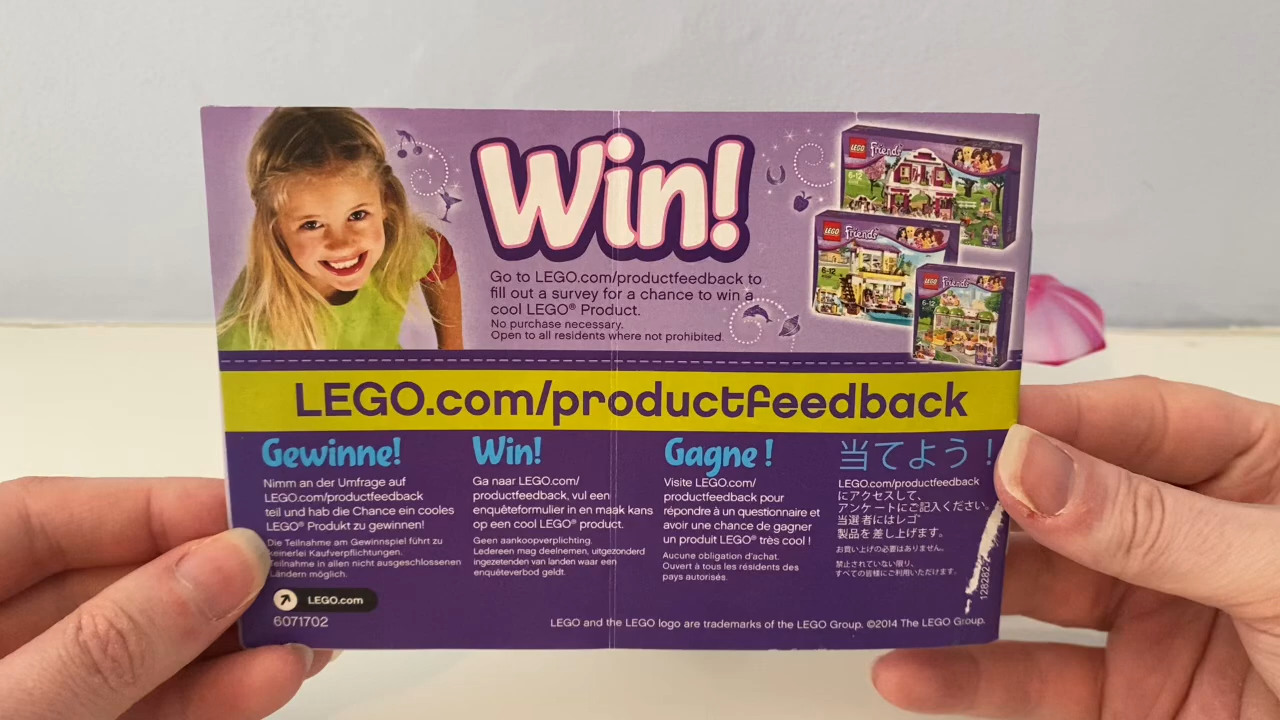 Win!
Go to LEGO.com/productfeedback to
fill out a survey for a chance to win a
cool LEGO® Product.
No purchase necessary.
Open to all residents where not prohibited.
LEGO Friends
LEGO Friends
6-12
LEGO Friends
6-12
LEGO.com/productfeedback
Gewinne!
Nimm an der Umfrage auf
LEGO.com/productfeedback
teil und hab die Chance ein cooles
LEGO® Produkt zu gewinnen!
Die Teilnahme am Gewinnspiel führt zu
keinerlei Kaufverpflichtungen.
Teilnahme in allen nicht ausgeschlossenen
Ländern möglich.
LEGO.com
6071702
Win!
Ga naar LEGO.com/
productfeedback, vul een
enquêteformulier in en maak kans
op een cool LEGO® product.
Geen aankoopverplichting.
Iedereen mag deelnemen, uitgezonderd
ingezetenen van landen waar een
enquêteverbod geldt.
Gagne !
Visite LEGO.com/
productfeedback pour
répondre à un questionnaire et
avoir une chance de gagner
un produit LEGO® très cool !
Aucune obligation d'achat.
Ouvert à tous les résidents des
pays autorisés.
当てよう！
LEGO.com/productfeedback
にアクセスして、
アンケートにご記入ください。
当選者にはレゴ®
製品を差し上げます。
お買い上げの必要はありません。
禁止されていない限り、
すべての皆様にご利用いただけます。
LEGO and the LEGO logo are trademarks of the LEGO Group. ©2014 The LEGO Group.